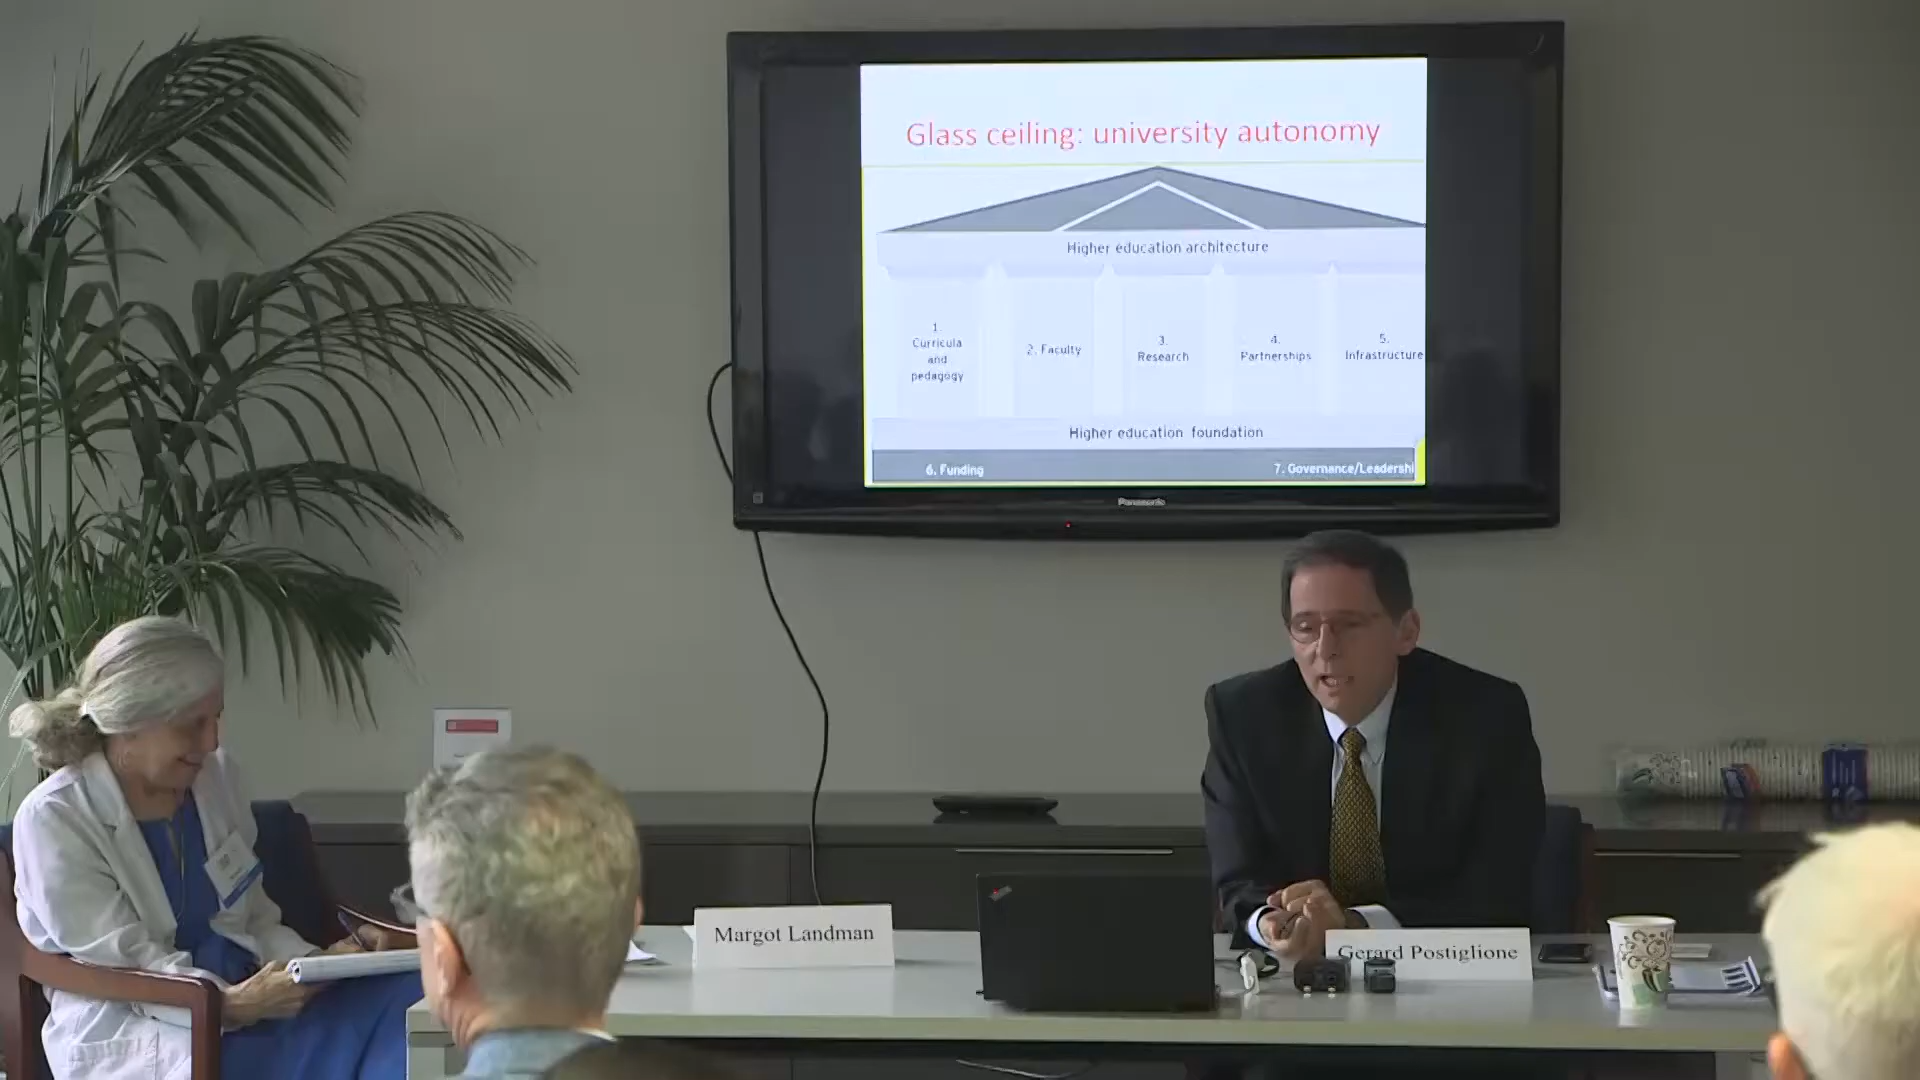 Glass ceiling: university autonomy
Higher education architecture
1.
Curricula
and
pedagogy
2. Faculty
3.
Research
4.
Partnerships
5.
Infrastructure
Higher education foundation
6. Funding
7. Governance/Leadershi
Panasonic
Margot Landman
Gerard Postiglione